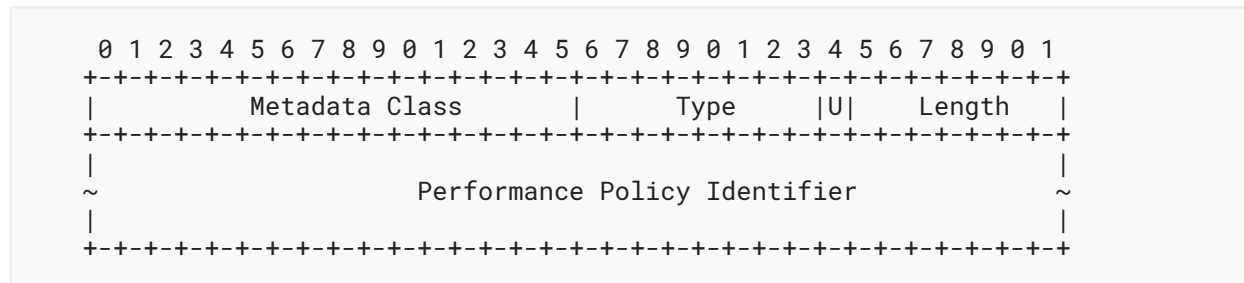 0 1 2 3 4 5 6 7 8 9 0 1 2 3 4 5 6 7 8 9 0 1 2 3 4 5 6 7 8 9 0 1
+-+-+-+-+-+-+-+-+-+-+-+-+-+-+-+-+-+-+-+-+-+-+-+-+-+-+-+-+-+-+-+-+
|          Metadata Class       |      Type     |U|    Length   |
+-+-+-+-+-+-+-+-+-+-+-+-+-+-+-+-+-+-+-+-+-+-+-+-+-+-+-+-+-+-+-+-+
|                                                               |
~                     Performance Policy Identifier             ~
|                                                               |
+-+-+-+-+-+-+-+-+-+-+-+-+-+-+-+-+-+-+-+-+-+-+-+-+-+-+-+-+-+-+-+-+